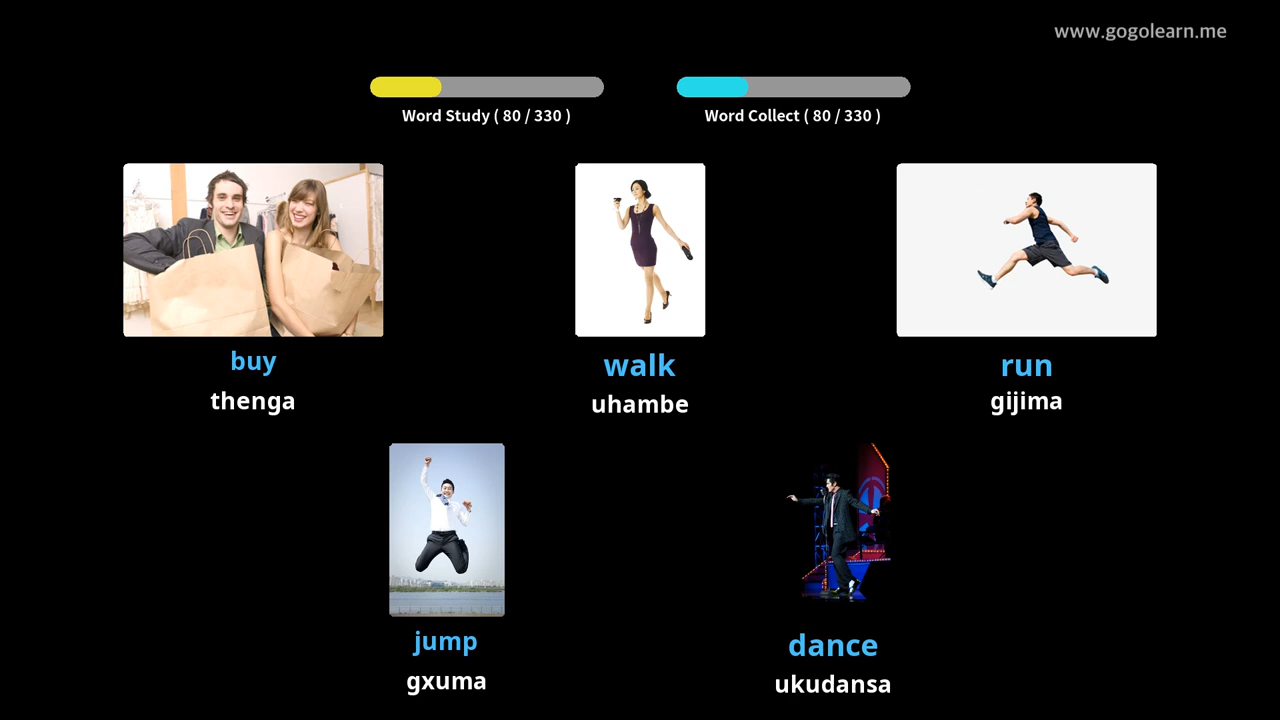 www.gogolearn.me
Word Study ( 80 / 330 )
Word Collect ( 80 / 330 )
buy
thenga
walk
uhambe
run
gijima
jump
gxuma
dance
ukudansa